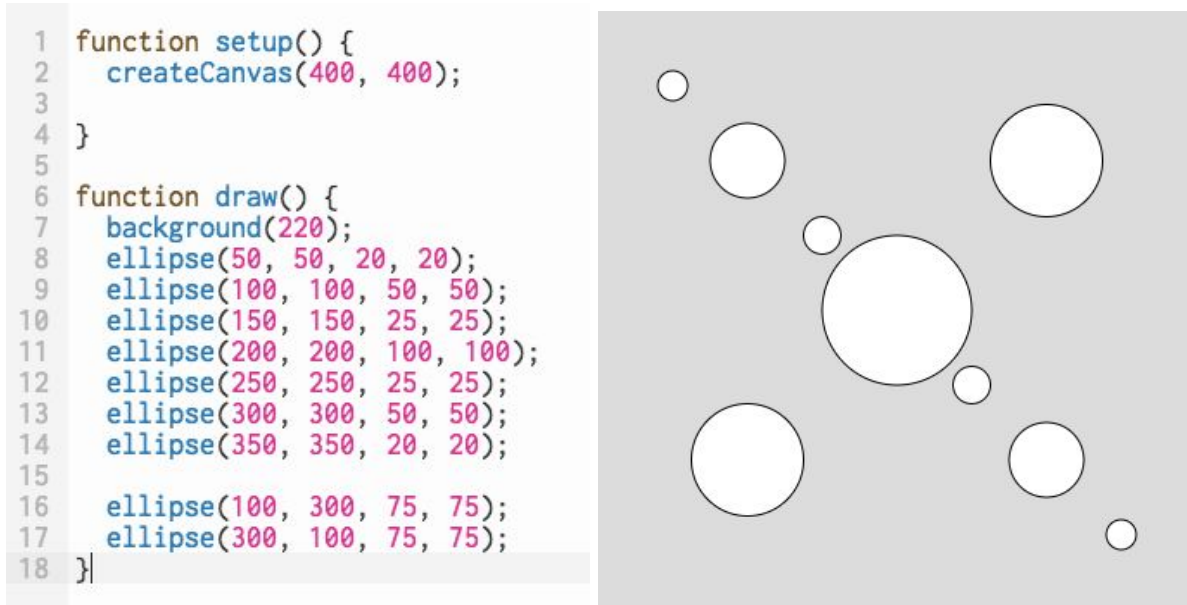 1 function setup() {
2 createCanvas(400, 400);
3
4 }
5
6 function draw() {
7 background(220);
8 ellipse(50, 50, 20, 20);
9 ellipse(100, 100, 50, 50);
10 ellipse(150, 150, 25, 25);
11 ellipse(200, 200, 100, 100);
12 ellipse(250, 250, 25, 25);
13 ellipse(300, 300, 50, 50);
14 ellipse(350, 350, 20, 20);
15
16 ellipse(100, 300, 75, 75);
17 ellipse(300, 100, 75, 75);
18 }